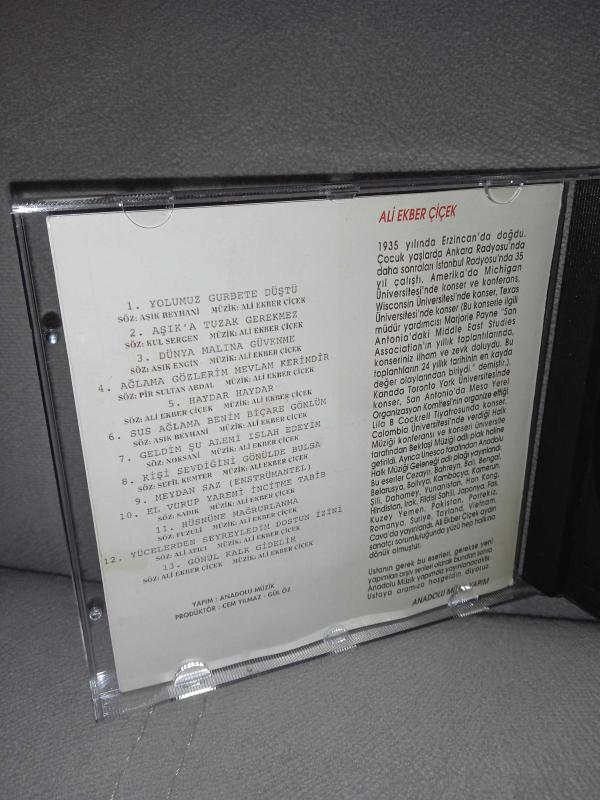 1. YOLUMUZ GURBETE DÜŞTÜ
SÖZ: ASIK BEYHANİ MÜZİK: ALİ EKBER ÇİÇEK
2. AŞIK'A TUZAK GEREKMEZ
SÖZ: KUL SERGEN MÜZİK: ALİ EKBER ÇİÇEK
3. DÜNYA MALINA GÜVENME
SÖZ: ASIK ENGİN MÜZİK: ALİ EKBER ÇİÇEK
4. AĞLAMA GÖZLERİM MEVLAM KERİMDİR
SÖZ: PİR SULTAN ABDAL MÜZİK: ALİ EKBER ÇİÇEK
5. HAYDAR HAYDAR
SÖZ: ALİ EKBER ÇİÇEK MÜZİK: ALİ EKBER ÇİÇEK
6. SUS AĞLAMA BENİM BİÇARE GÖNLÜM
SÖZ: ASIK BEYHANİ MÜZİK: ALİ EKBER ÇİÇEK
7. GELDİM ŞU ALEMİ ISLAH EDEYİM
SÖZ: NOKSANİ MÜZİK: ALİ EKBER ÇİÇEK
8. KİŞİ SEVDİĞİNİ GÖNÜLDE BULSA
SÖZ: SEFİL KEMTER MÜZİK: ALİ EKBER ÇİÇEK
9. MEYDAN SAZ (ENSTRÜMANTEL)
10. EL VURUP YAREMİ İNCİTME TABİB
SÖZ: SADIK MÜZİK: ALİ EKBER ÇİÇEK
11. HÜSNÜNE MAĞRURLANMA
SÖZ: FUZULİ MÜZİK: ALİ EKBER ÇİÇEK
12. YÜCELERDEN SEYREYLEDİM DOSTUN İZİNİ
SÖZ: ALİ ATICI MÜZİK: ALİ EKBER ÇİÇEK
13. GÖNÜL KALK GİDELİM
SÖZ: ALİ EKBER ÇİÇEK MÜZİK: ALİ EKBER ÇİÇEK
YAPIM : ANADOLU MÜZİK
PRODÜKTÖR : CEM YILMAZ - GÜL ÖZ
ALİ EKBER ÇİÇEK
1935 yılında Erzincan'da doğdu.
Çocuk yaşlarda Ankara Radyosu'nda
daha sonraları İstanbul Radyosu'nda 35
yıl çalıştı. Amerika'da Michigan
Üniversitesi'nde konser ve konferans,
Wisconsin Üniversitesi'nde konser, Texas
Üniversitesi'nde konser (Bu konserle ilgili
müdür yardımcısı Marjorie Payne "San
Antonio'daki Middle East Studies
Association'ın yıllık toplantılarında,
konseriniz ilham ve zevk doluydu. Bu
toplantıların 24 yıllık tarihinin en kayda
değer olaylarından biriydi." demiştir.).
Kanada Toronto York Üniversitesi'nde
konser, San Antonio'da Mesa Yerel
Organizasyon Komitesi'nin organize ettiği
Lila B Cockrell Tiyatrosunda konser,
Colombia Üniversitesi'nde verdiği Halk
Müziği konferansı ve konseri üniversite
tarafından Bektaşi Müziği adlı plak haline
getirildi. Ayrıca Unesco tarafından Anadolu
Halk Müziği Geleneği adlı plağı yayınlandı.
Bu eserler Cezayir, Bahreyn, Bali, Bengal,
Belarusya, Bolivya, Kamboçya, Kamerun,
Şili, Dahomey, Yunanistan, Hon Kong,
Hindistan, Irak, Fildişi Sahili, Japonya, Fas,
Kuzey Yemen, Pakistan, Portekiz,
Romanya, Suriye, Tayland, Vietnam,
Cava'da yayınlandı. Ali Ekber Çiçek aydın
sanatçı sorumluluğunda yüzü hep halkına
dönük olmuştur.
Ustanın gerek bu eserleri, gerekse yeni
yapımları arşiv serileri olarak bundan sonra
Anadolu Müzik yapımda yayınlanacaktır.
Ustaya aramıza hoşgeldin diyoruz.
ANADOLU MÜZİK YAPIM